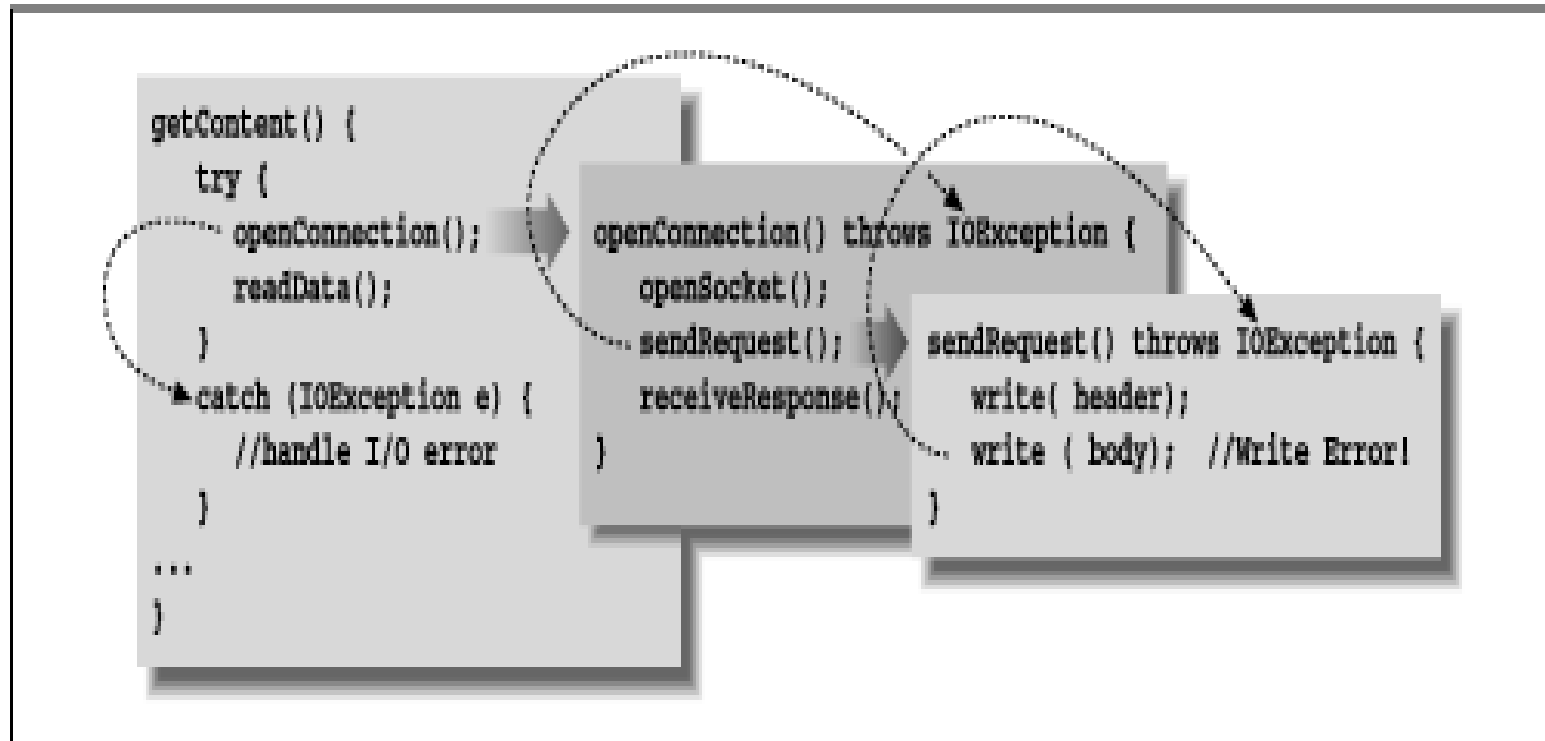 getContent() {
try {
openConnection();
readData();
}
catch (IOException e) {
//handle I/O error
}
...
}
openConnection() throws IOException {
openSocket();
sendRequest();
receiveResponse();
}
sendRequest() throws IOException {
write( header);
write ( body); //Write Error!
}